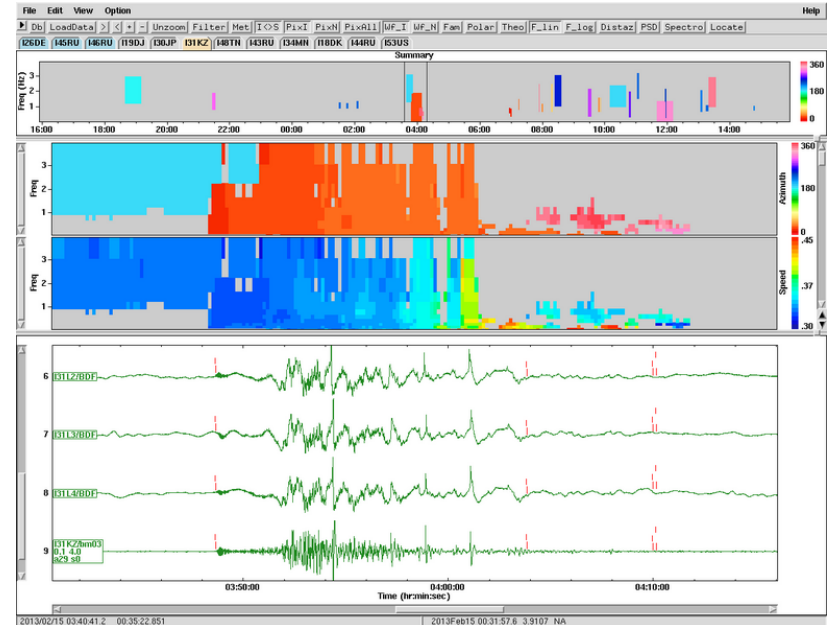 File Edit View Option Help
Db LoadData > < + - Unzoom Filter Met I<>S PixI PixN PixAll WF_I WF_N Fam Polar Theo F_lin F_log Distaz PSD Spectro Locate
I26DE I45RU I46RU I19DJ I30JP I31KZ I48TN I43RU I34MN I18DK I44RU I53US
Summary
Freq (Hz)
3
2
1
360
180
0
16:00 18:00 20:00 22:00 00:00 02:00 04:00 06:00 08:00 10:00 12:00 14:00
Freq
3
2
1
360
180
0
Azimuth
Freq
3
2
1
.45
.37
.30
Speed
6 I31L2/BDF
7 I31L3/BDF
8 I31L4/BDF
9 I31KZ/bm03
0.1 4.0
a29 s0
03:50:00 04:00:00 04:10:00
Time (hr:min:sec)
2013/02/15 03:40:41.2 00:35:22.851 2013Feb15 00:31:57.6 3.9107 NA